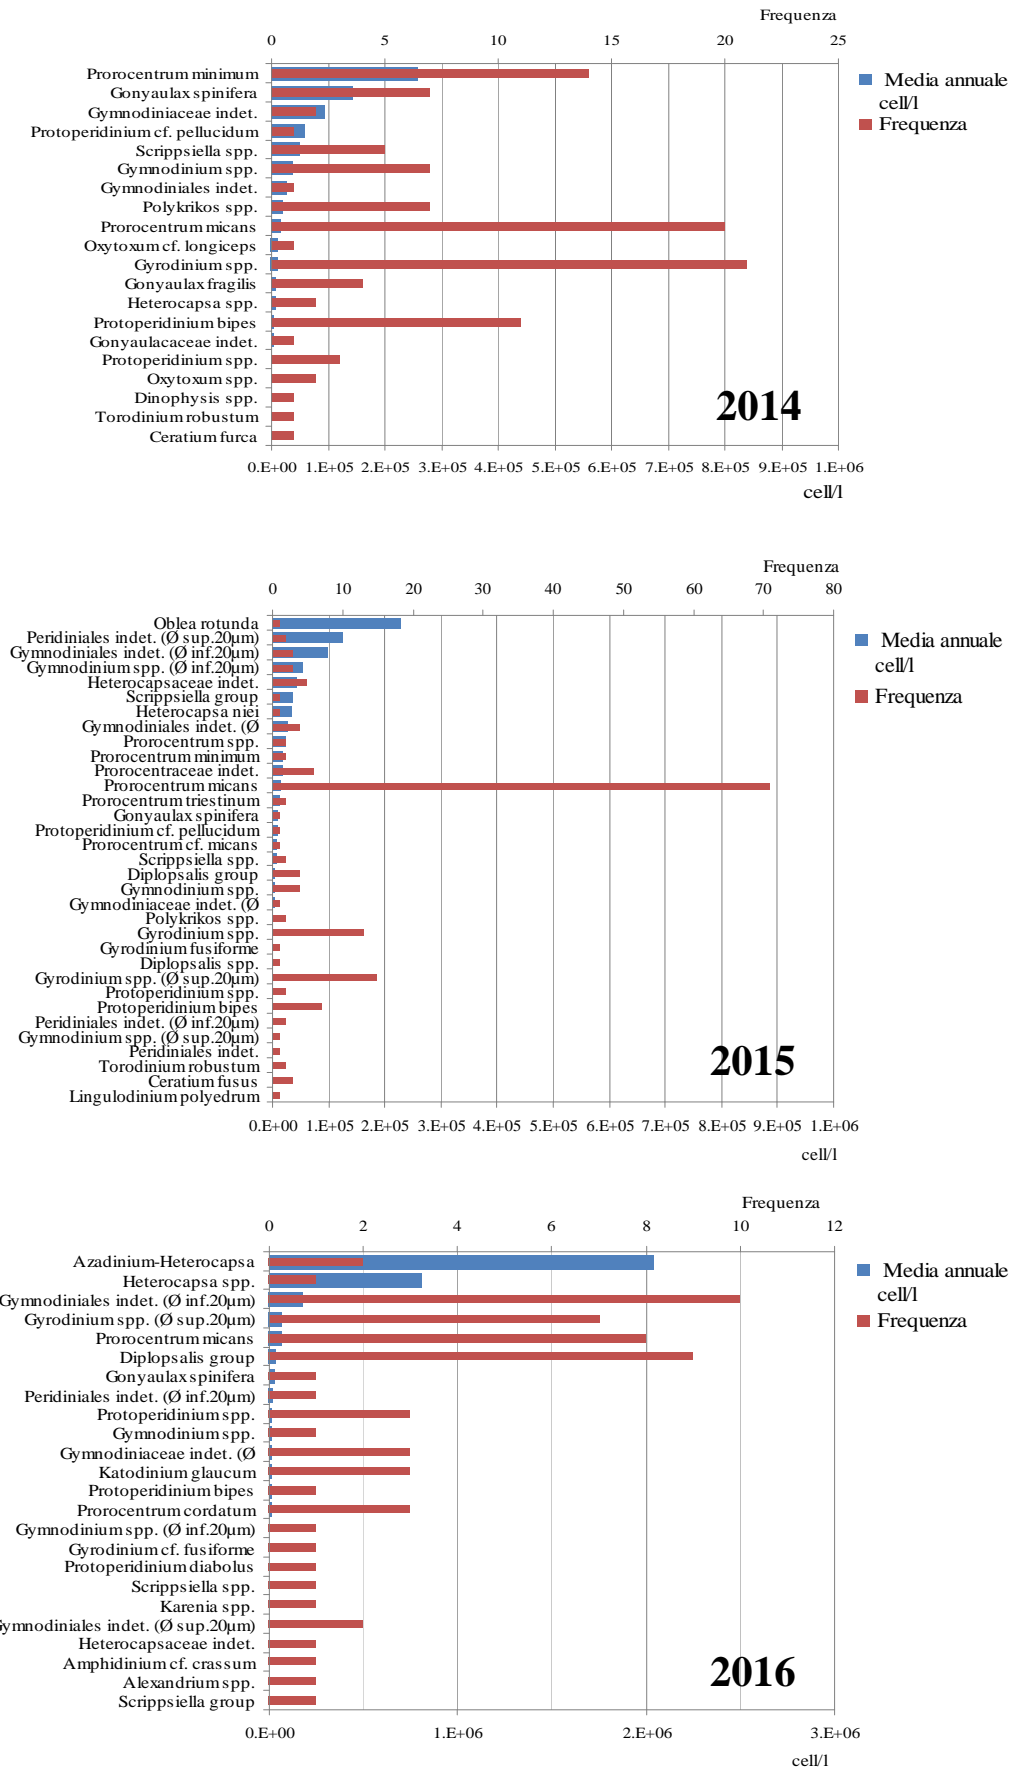 Frequenza
0 5 10 15 20 25
Prorocentrum minimum
Gonyaulax spinifera
Gymnodiniaceae indet.
Protoperidinium cf. pellucidum
Scrippsiella spp.
Gymnodinium spp.
Gymnodiniales indet.
Polykrikos spp.
Prorocentrum micans
Oxytoxum cf. longiceps
Gyrodinium spp.
Gonyaulax fragilis
Heterocapsa spp.
Protoperidinium bipes
Gonyaulacaceae indet.
Protoperidinium spp.
Oxytoxum spp.
Dinophysis spp.
Torodinium robustum
Ceratium furca
Media annuale
cell/l
Frequenza
2014
0.E+00 1.E+05 2.E+05 3.E+05 4.E+05 5.E+05 6.E+05 7.E+05 8.E+05 9.E+05 1.E+06
cell/l
Frequenza
0 10 20 30 40 50 60 70 80
Oblea rotunda
Peridiniales indet. (Ø sup.20µm)
Gymnodiniales indet. (Ø inf.20µm)
Gymnodinium spp. (Ø inf.20µm)
Heterocapsaceae indet.
Scrippsiella group
Heterocapsa niei
Gymnodiniales indet. (Ø
Prorocentrum spp.
Prorocentrum minimum
Prorocentraceae indet.
Prorocentrum micans
Prorocentrum triestinum
Gonyaulax spinifera
Protoperidinium cf. pellucidum
Prorocentrum cf. micans
Scrippsiella spp.
Diplopsalis group
Gymnodinium spp.
Gymnodiniaceae indet. (Ø
Polykrikos spp.
Gyrodinium spp.
Gyrodinium fusiforme
Diplopsalis spp.
Gyrodinium spp. (Ø sup.20µm)
Protoperidinium spp.
Protoperidinium bipes
Peridiniales indet. (Ø inf.20µm)
Gymnodinium spp. (Ø sup.20µm)
Peridiniales indet.
Torodinium robustum
Ceratium fusus
Lingulodinium polyedrum
Media annuale
cell/l
Frequenza
2015
0.E+00 1.E+05 2.E+05 3.E+05 4.E+05 5.E+05 6.E+05 7.E+05 8.E+05 9.E+05 1.E+06
cell/l
Frequenza
0 2 4 6 8 10 12
Azadinium-Heterocapsa
Heterocapsa spp.
Gymnodiniales indet. (Ø inf.20µm)
Gyrodinium spp. (Ø sup.20µm)
Prorocentrum micans
Diplopsalis group
Gonyaulax spinifera
Peridiniales indet. (Ø inf.20µm)
Protoperidinium spp.
Gymnodinium spp.
Gymnodiniaceae indet. (Ø
Katodinium glaucum
Protoperidinium bipes
Prorocentrum cordatum
Gymnodinium spp. (Ø inf.20µm)
Gyrodinium cf. fusiforme
Protoperidinium diabolus
Scrippsiella spp.
Karenia spp.
Gymnodiniales indet. (Ø sup.20µm)
Heterocapsaceae indet.
Amphidinium cf. crassum
Alexandrium spp.
Scrippsiella group
Media annuale
cell/l
Frequenza
2016
0.E+00 1.E+06 2.E+06 3.E+06
cell/l